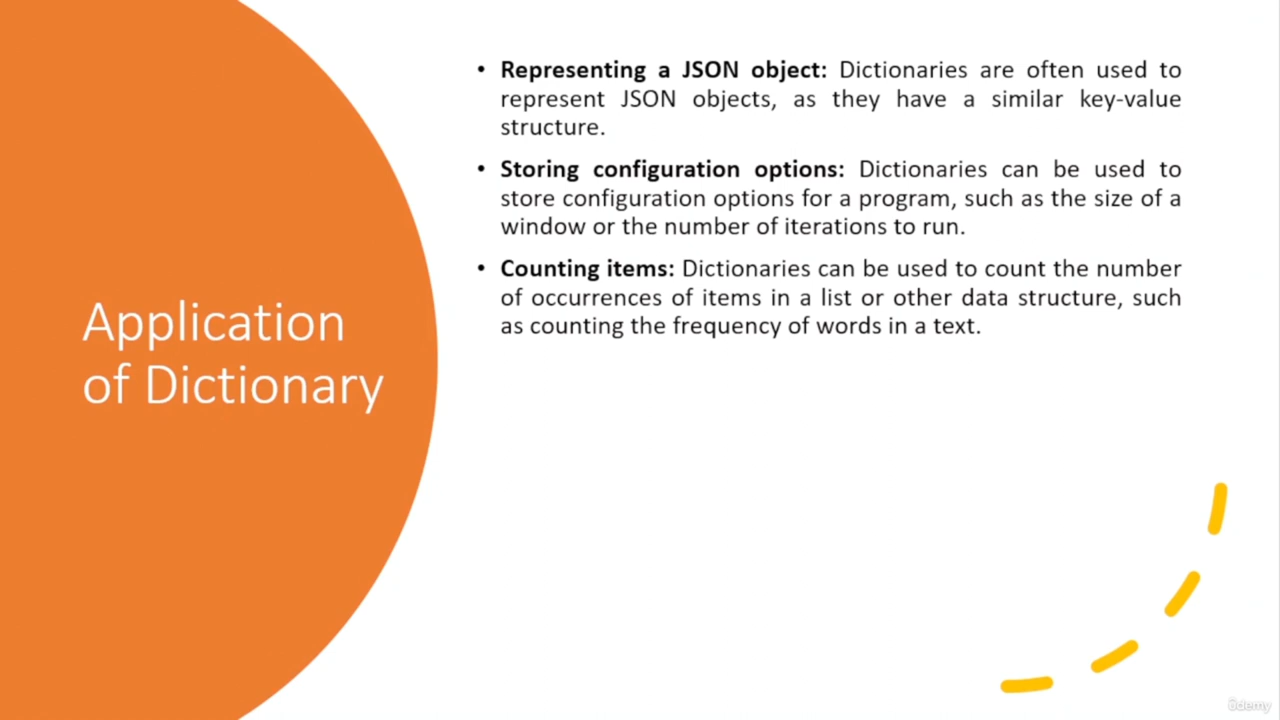 Application
of Dictionary
• Representing a JSON object: Dictionaries are often used to
represent JSON objects, as they have a similar key-value
structure.
• Storing configuration options: Dictionaries can be used to
store configuration options for a program, such as the size of a
window or the number of iterations to run.
• Counting items: Dictionaries can be used to count the number
of occurrences of items in a list or other data structure, such
as counting the frequency of words in a text.
ûdemy